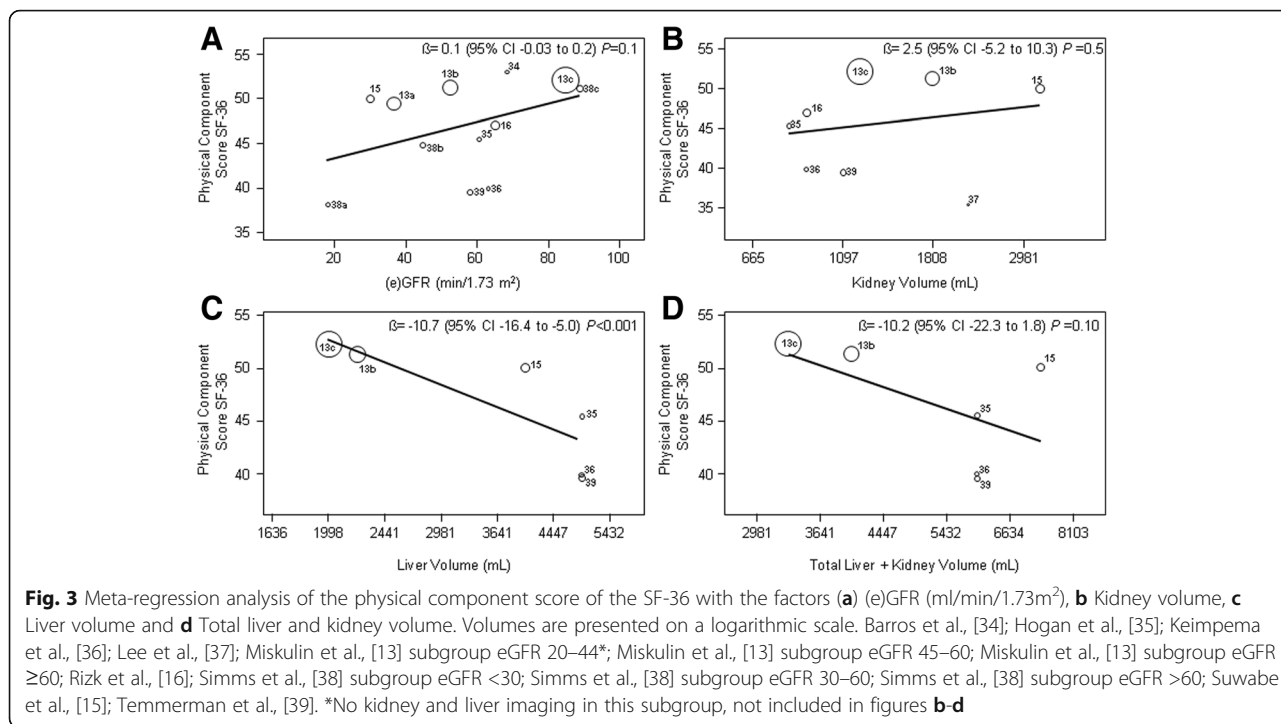 A
ß= 0.1 (95% CI -0.03 to 0.2) P=0.1
Physical Component
Score SF-36
55
50
45
40
35
15
13a
13b
34
13c
38c
16
35
38b
39
36
38a
20
40
60
80
100
(e)GFR (min/1.73 m²)
B
ß= 2.5 (95% CI -5.2 to 10.3) P =0.5
Physical Component
Score SF-36
55
50
45
40
35
13c
13b
15
16
35
36
39
37
665
1097
1808
2981
Kidney Volume (mL)
C
ß= -10.7 (95% CI -16.4 to -5.0) P<0.001
Physical Component
Score SF-36
55
50
45
40
13c
13b
15
35
36
39
1636
1998
2441
2981
3641
4447
5432
Liver Volume (mL)
D
ß= -10.2 (95% CI -22.3 to 1.8) P =0.10
Physical Component
Score SF-36
55
50
45
40
13c
13b
15
35
36
39
2981
3641
4447
5432
6634
8103
Total Liver + Kidney Volume (mL)
Fig. 3 Meta-regression analysis of the physical component score of the SF-36 with the factors (a) (e)GFR (ml/min/1.73m²), b Kidney volume, c
Liver volume and d Total liver and kidney volume. Volumes are presented on a logarithmic scale. Barros et al., [34]; Hogan et al., [35]; Keimpema
et al., [36]; Lee et al., [37]; Miskulin et al., [13] subgroup eGFR 20–44*; Miskulin et al., [13] subgroup eGFR 45–60; Miskulin et al., [13] subgroup eGFR
≥60; Rizk et al., [16]; Simms et al., [38] subgroup eGFR <30; Simms et al., [38] subgroup eGFR 30–60; Simms et al., [38] subgroup eGFR >60; Suwabe
et al., [15]; Temmerman et al., [39]. *No kidney and liver imaging in this subgroup, not included in figures b-d